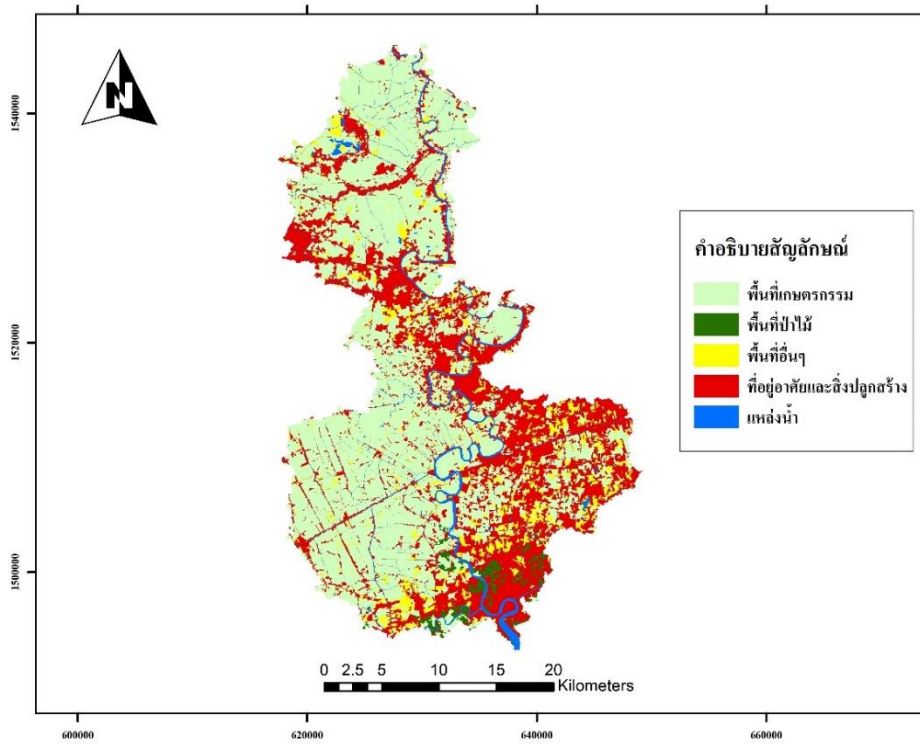 N
1540000
1520000
1500000
คำอธิบายสัญลักษณ์
พื้นที่เกษตรกรรม
พื้นที่ป่าไม้
พื้นที่อื่นๆ
ที่อยู่อาศัยและสิ่งปลูกสร้าง
แหล่งน้ำ
0 2.5 5 10 15 20
Kilometers
600000 620000 640000 660000